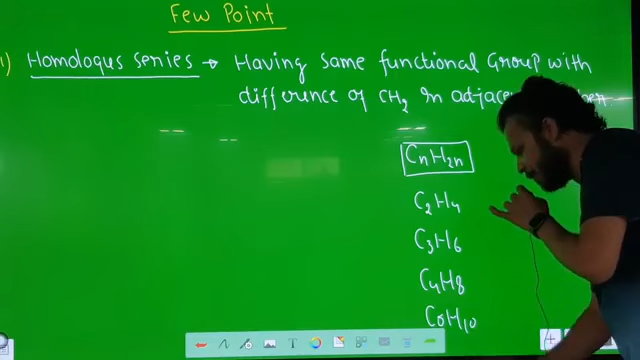 Few Point
1) Homologus series → Having same functional Group with
difference of CH₂ in adjacent
CₙH₂ₙ
C₂H₄
C₃H₆
C₄H₈
C₅H₁₀